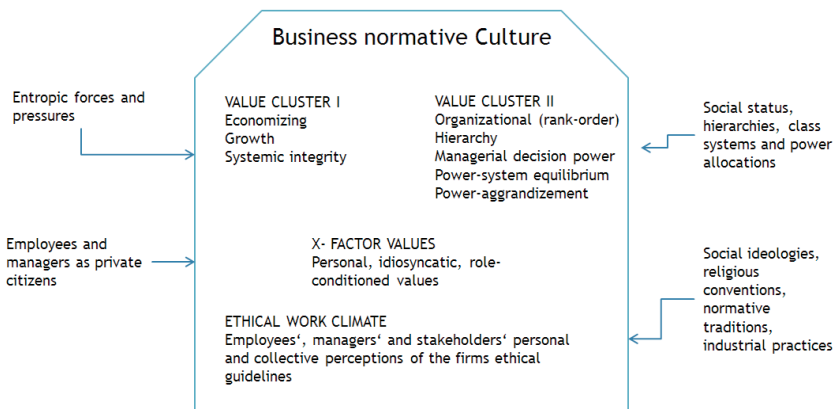 Business normative Culture
Entropic forces and
pressures
VALUE CLUSTER I
Economizing
Growth
Systemic integrity
VALUE CLUSTER II
Organizational (rank-order)
Hierarchy
Managerial decision power
Power-system equilibrium
Power-aggrandizement
Social status,
hierarchies, class
systems and power
allocations
Employees and
managers as private
citizens
X- FACTOR VALUES
Personal, idiosyncatic, role-
conditioned values
Social ideologies,
religious
conventions,
normative
traditions,
industrial practices
ETHICAL WORK CLIMATE
Employees‘, managers‘ and stakeholders‘ personal
and collective perceptions of the firms ethical
guidelines